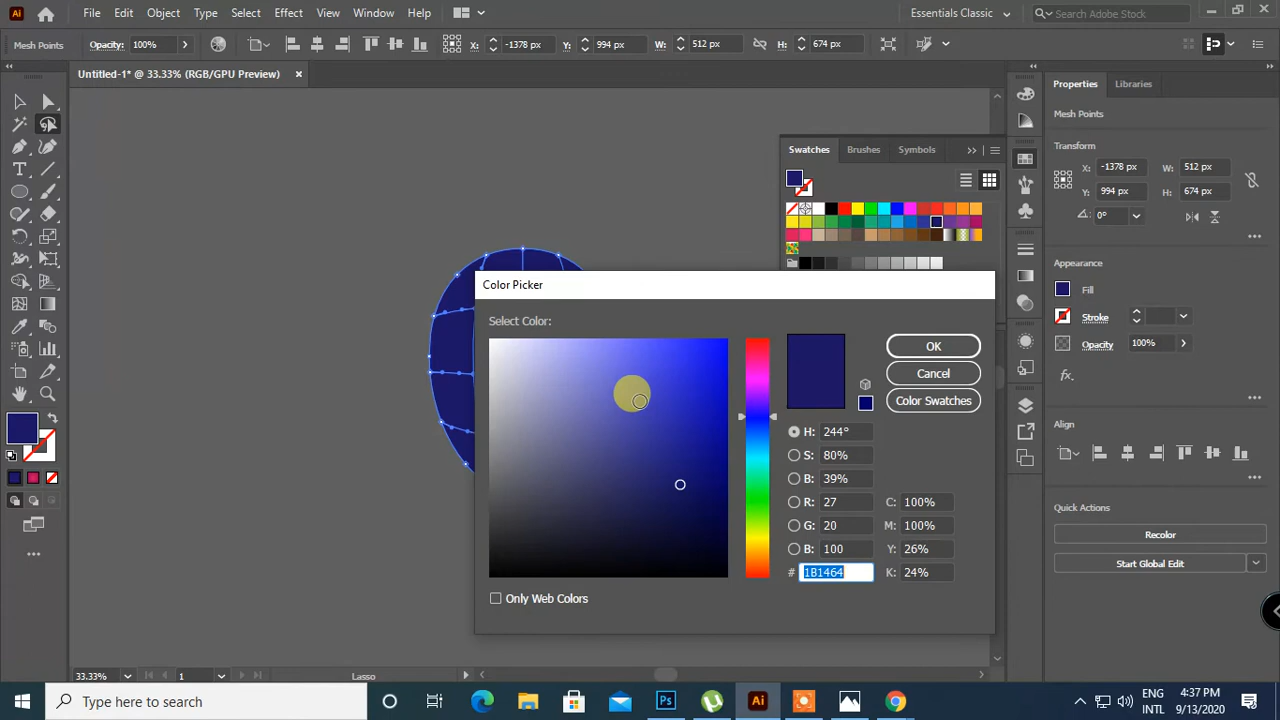 Ai File Edit Object Type Select Effect View Window Help Essentials Classic Search Adobe Stock
Mesh Points Opacity: 100% X: -1378 px Y: 994 px W: 512 px H: 674 px
Untitled-1* @ 33.33% (RGB/GPU Preview)
Swatches Brushes Symbols
Color Picker
Select Color:
OK
Cancel
Color Swatches
H: 244°
S: 80%
B: 39%
R: 27 C: 100%
G: 20 M: 100%
B: 100 Y: 26%
# 1B1464 K: 24%
Only Web Colors
Properties Libraries
Mesh Points
Transform
X: -1378 px W: 512 px
Y: 994 px H: 674 px
0°
Appearance
Fill
Stroke
Opacity 100%
fx.
Align
Quick Actions
Recolor
Start Global Edit
T
33.33% 1 Lasso
Type here to search
Ps Ai
ENG 4:37 PM
INTL 9/13/2020